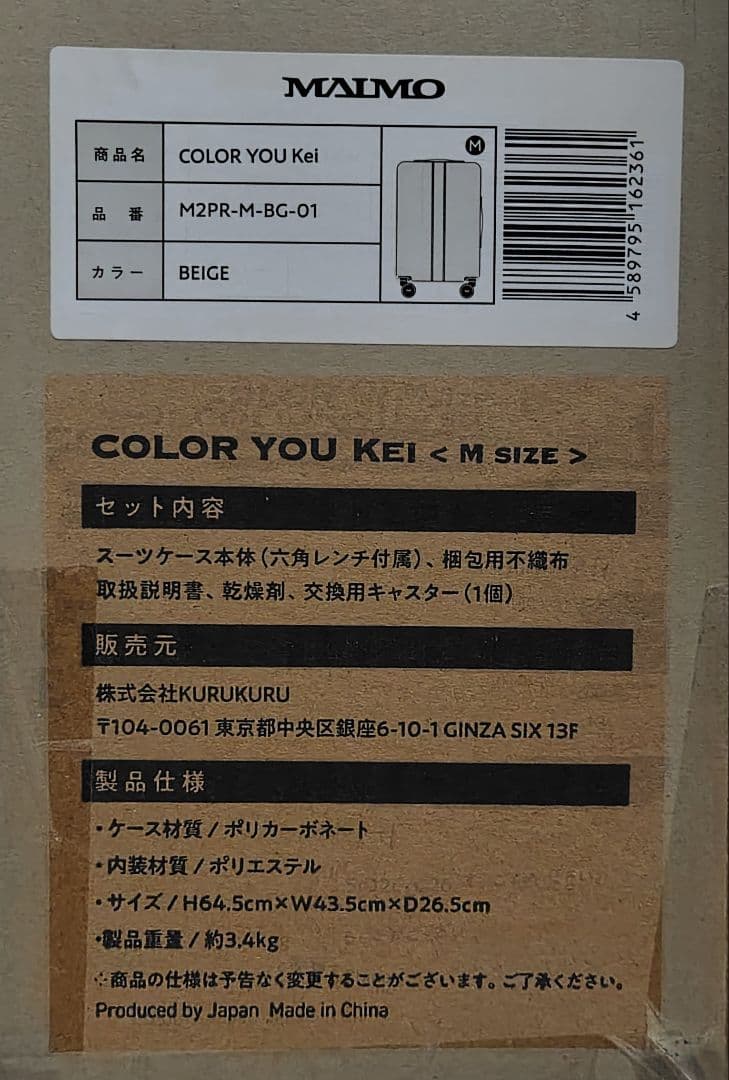 MAIMO
商品名 COLOR YOU Kei
品番 M2PR-M-BG-01
カラー BEIGE
M
4 589795 162361
COLOR YOU KEI < M SIZE >
セット内容
スーツケース本体(六角レンチ付属)、梱包用不織布
取扱説明書、乾燥剤、交換用キャスター(1個)
販売元
株式会社KURUKURU
〒104-0061 東京都中央区銀座6-10-1 GINZA SIX 13F
製品仕様
・ケース材質 / ポリカーボネート
・内装材質 / ポリエステル
・サイズ / H64.5cm×W43.5cm×D26.5cm
・製品重量 / 約3.4kg
※商品の仕様は予告なく変更することがございます。ご了承ください。
Produced by Japan Made in China